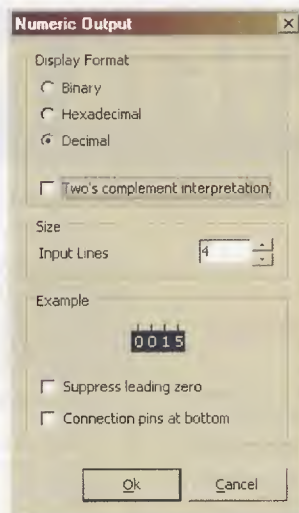 Numeric Output
Display Format
Binary
Hexadecimal
Decimal
Two's complement interpretation
Size
Input Lines 4
Example
0015
Suppress leading zero
Connection pins at bottom
Ok Cancel